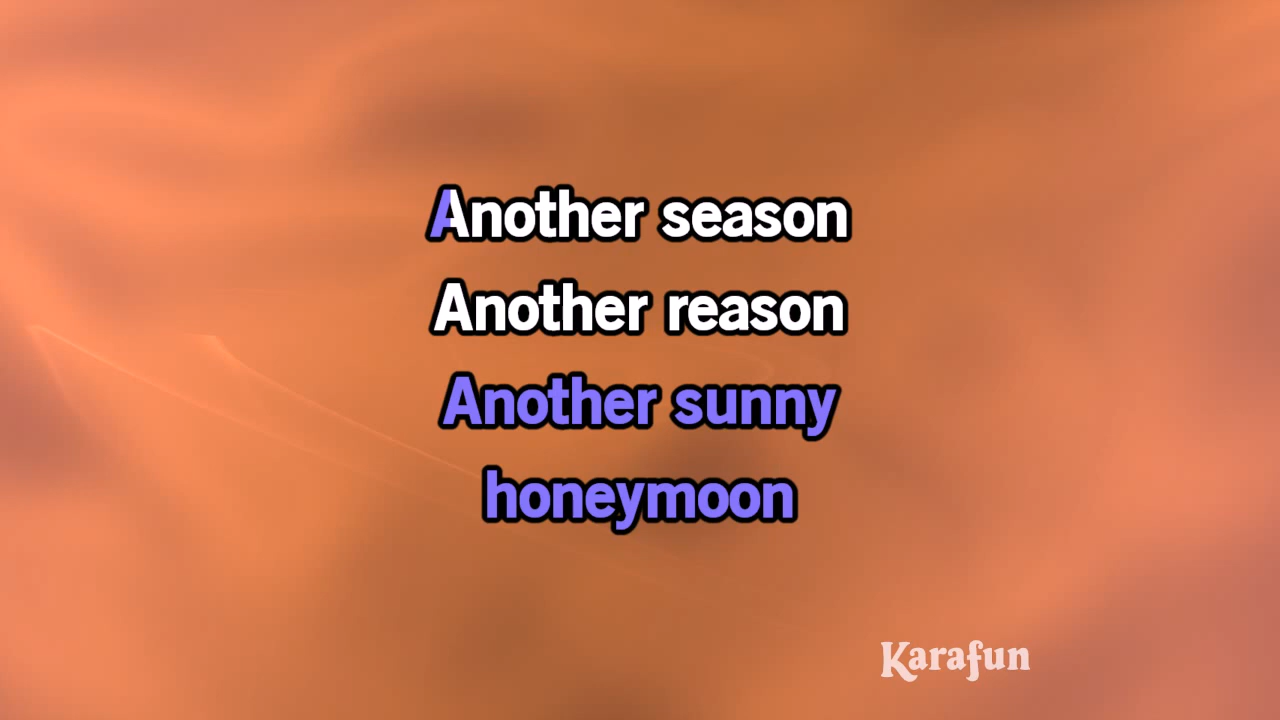 Another season
Another reason
Another sunny
honeymoon
Karafun